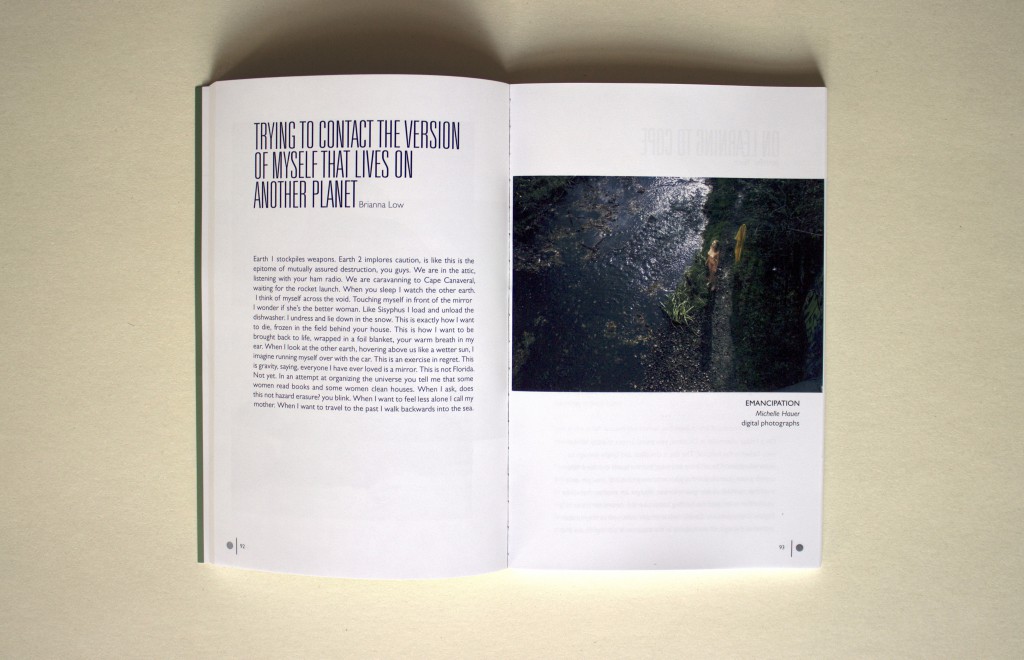 TRYING TO CONTACT THE VERSION
OF MYSELF THAT LIVES ON
ANOTHER PLANET Brianna Low
Earth 1 stockpiles weapons. Earth 2 implores caution, is like this is the
epitome of mutually assured destruction, you guys. We are in the attic,
listening with your ham radio. We are caravanning to Cape Canaveral,
waiting for the rocket launch. When you sleep I watch the other earth.
I think of myself across the void. Touching myself in front of the mirror
I wonder if she's the better woman. Like Sisyphus I load and unload the
dishwasher. I undress and lie down in the snow. This is exactly how I want
to die, frozen in the field behind your house. This is how I want to be
brought back to life, wrapped in a foil blanket, your warm breath in my
ear. When I look at the other earth, hovering above us like a wetter sun, I
imagine running myself over with the car. This is an exercise in regret. This
is gravity, saying, everyone I have ever loved is a mirror. This is not Florida.
Not yet. In an attempt at organizing the universe you tell me that some
women read books and some women clean houses. When I ask, does
this not hazard erasure? you blink. When I want to feel less alone I call my
mother. When I want to travel to the past I walk backwards into the sea.
92
ON LEARNING TO COPE
EMANCIPATION
Michelle Hauer
digital photographs
93